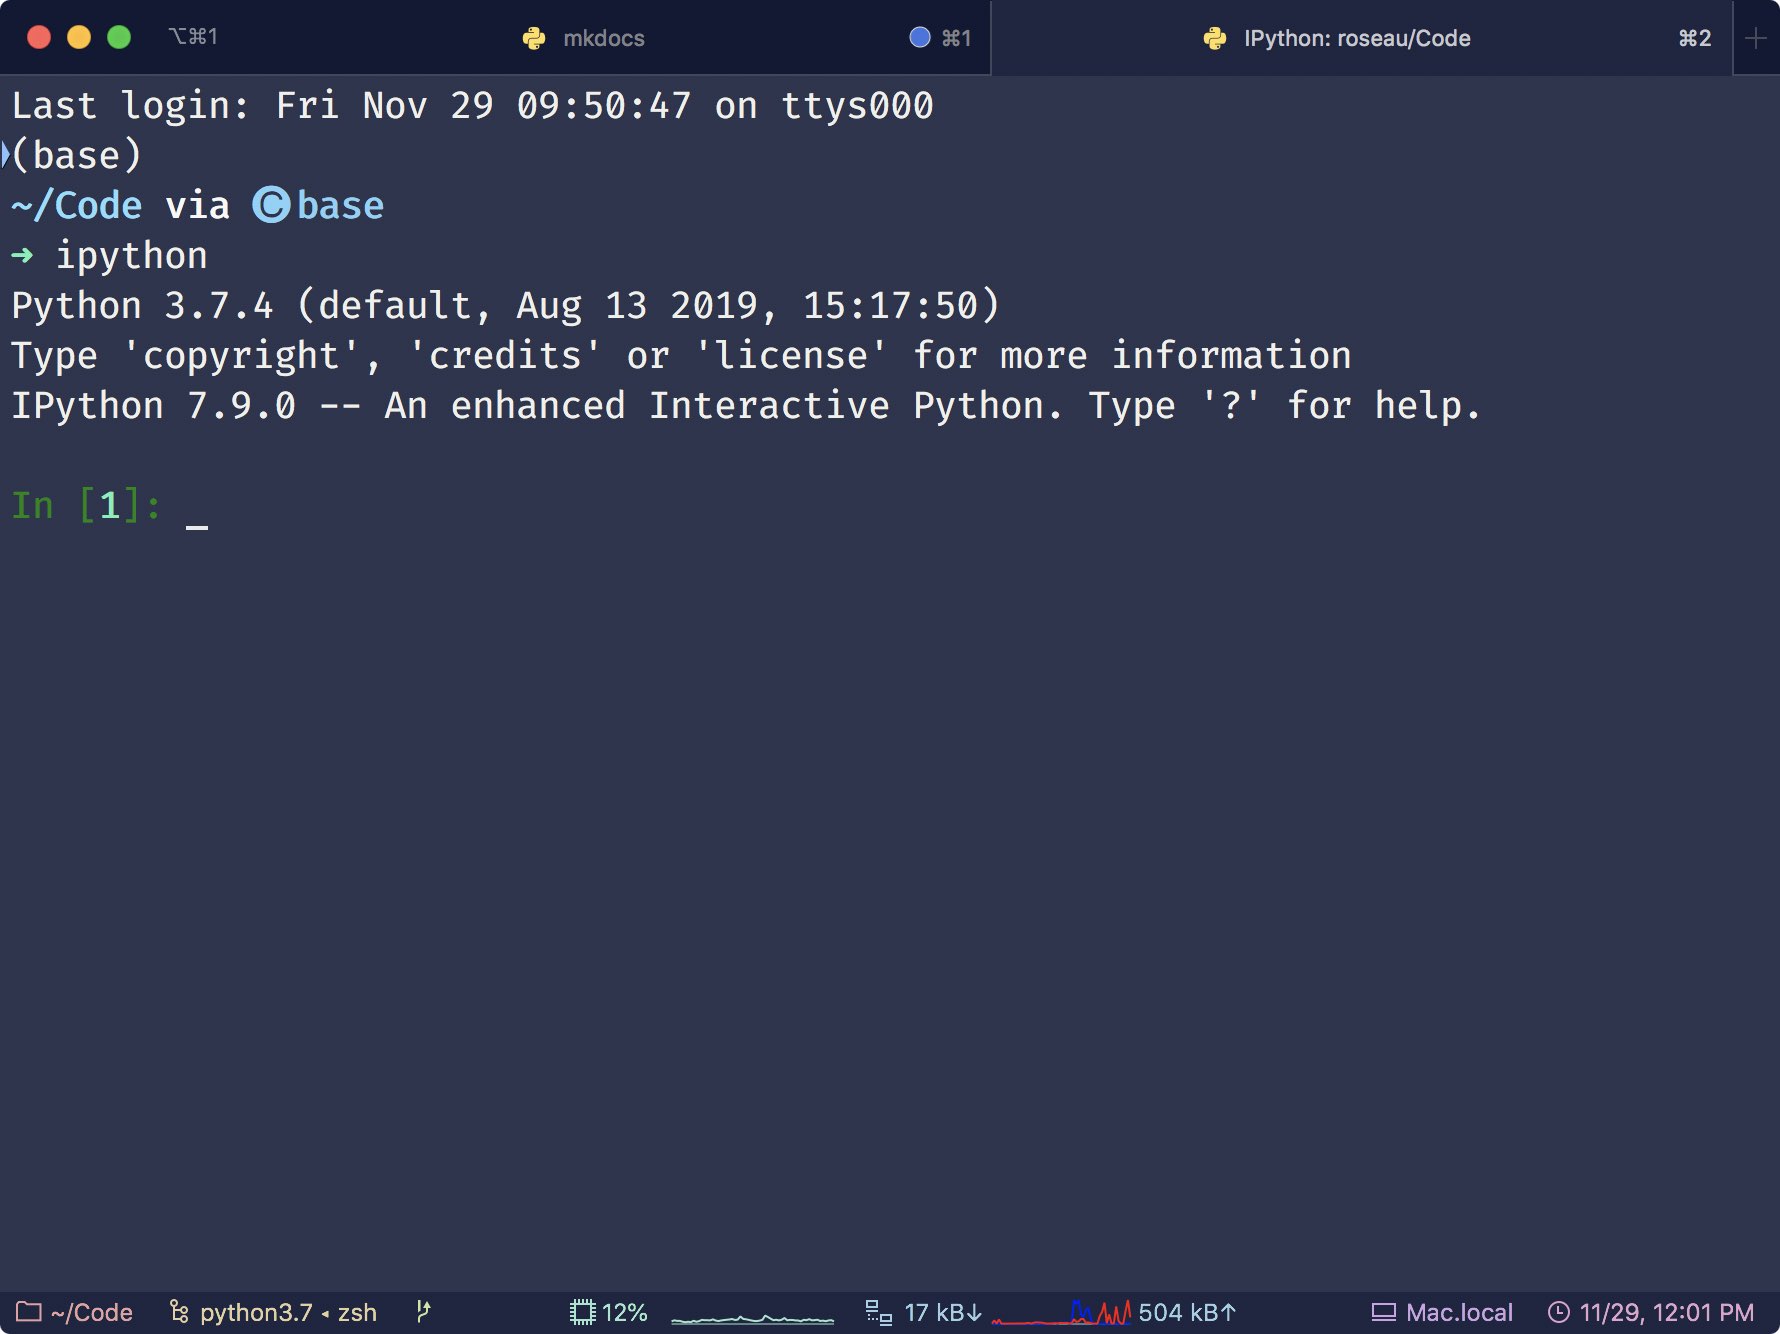 ⌥⌘1 mkdocs ⌘1 IPython: roseau/Code ⌘2
Last login: Fri Nov 29 09:50:47 on ttys000
(base)
~/Code via Ⓒ base
➜ ipython
Python 3.7.4 (default, Aug 13 2019, 15:17:50)
Type 'copyright', 'credits' or 'license' for more information
IPython 7.9.0 -- An enhanced Interactive Python. Type '?' for help.
In [1]: _
~/Code python3.7 ◂ zsh 12% 17 kB↓ 504 kB↑ Mac.local 11/29, 12:01 PM